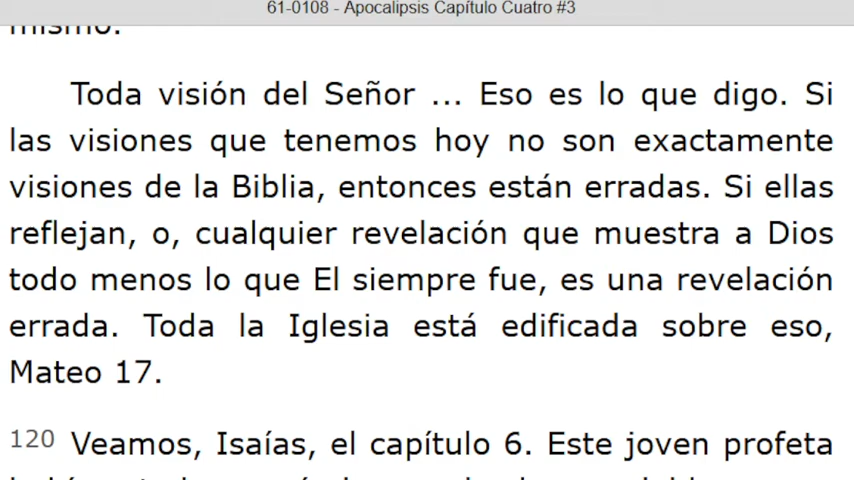 61-0108 - Apocalipsis Capítulo Cuatro #3
mismo.
Toda visión del Señor ... Eso es lo que digo. Si
las visiones que tenemos hoy no son exactamente
visiones de la Biblia, entonces están erradas. Si ellas
reflejan, o, cualquier revelación que muestra a Dios
todo menos lo que El siempre fue, es una revelación
errada. Toda la Iglesia está edificada sobre eso,
Mateo 17.
120 Veamos, Isaías, el capítulo 6. Este joven profeta